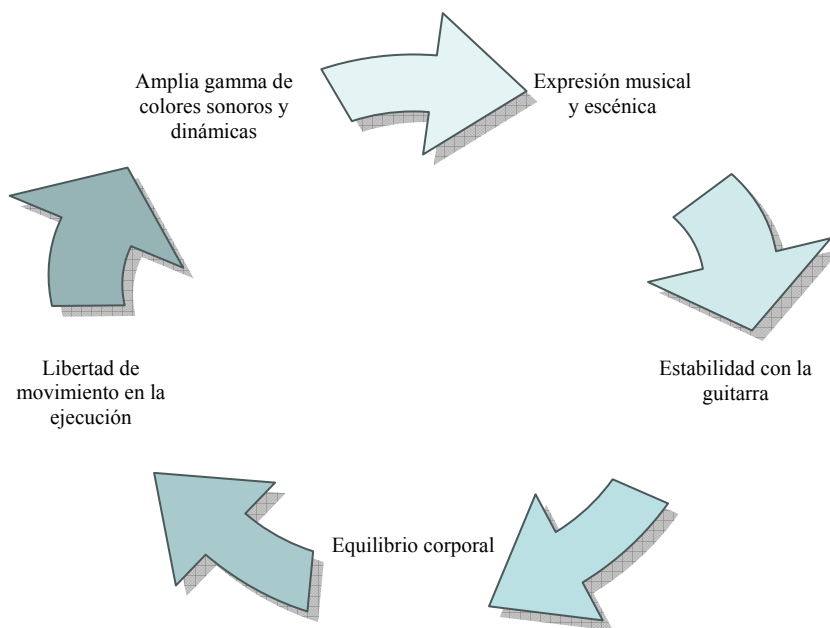 Amplia gama de
colores sonoros y
dinámicas
Expresión musical
y escénica
Estabilidad con la
guitarra
Equilibrio corporal
Libertad de
movimiento en la
ejecución